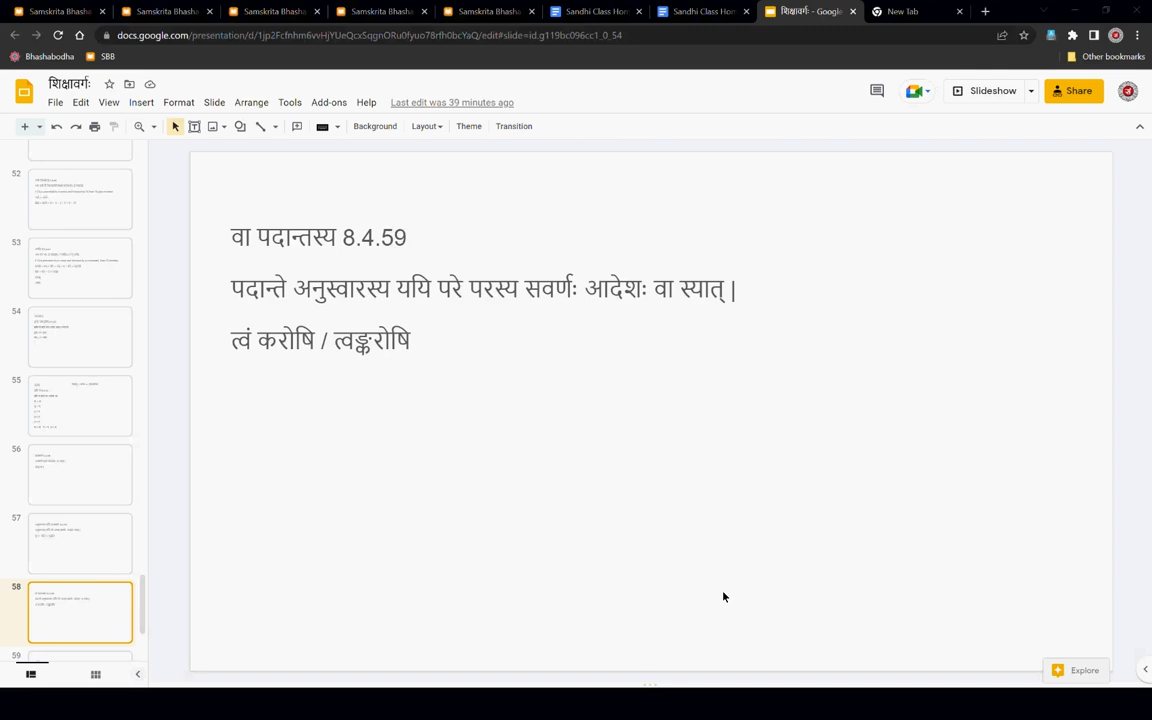 Samskrita Bhasha Samskrita Bhasha Samskrita Bhasha Samskrita Bhasha Samskrita Bhasha Sandhi Class Hom Sandhi Class Hom शिक्षावर्गः - Google New Tab
docs.google.com/presentation/d/1jp2Fcfnhm6vvHjYUeQcxSqgnORu0fyuo78rfh0bcYaQ/edit#slide=id.g119bc096cc1_0_54
Bhashabodha SBB Other bookmarks
शिक्षावर्गः
File Edit View Insert Format Slide Arrange Tools Add-ons Help Last edit was 39 minutes ago
Slideshow Share
Background Layout Theme Transition
52
53
54
55
56
57
58
59
वा पदान्तस्य 8.4.59
पदान्ते अनुस्वारस्य ययि परे परस्य सवर्णः आदेशः वा स्यात् |
त्वं करोषि / त्वङ्करोषि
Explore